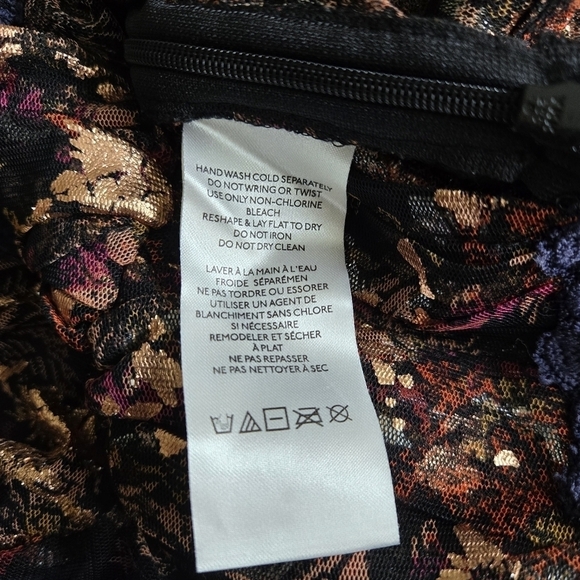 HAND WASH COLD SEPARATELY
DO NOT WRING OR TWIST
USE ONLY NON-CHLORINE
BLEACH
RESHAPE & LAY FLAT TO DRY
DO NOT IRON
DO NOT DRY CLEAN
LAVER À LA MAIN À L'EAU
FROIDE SÉPARÉMEN
NE PAS TORDRE OU ESSORER
UTILISER UN AGENT DE
BLANCHIMENT SANS CHLORE
SI NÉCESSAIRE
REMODELER ET SÉCHER
À PLAT
NE PAS REPASSER
NE PAS NETTOYER À SEC